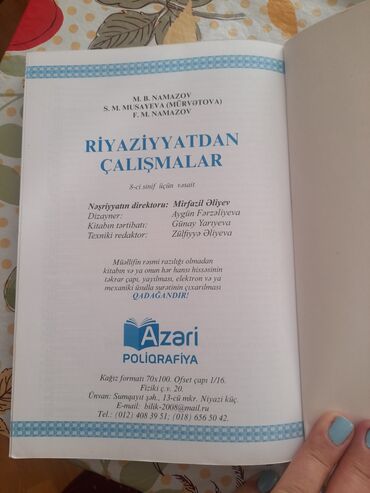 M. B. NAMAZOV
S. M. MUSAYEVA (MÜRVƏTOVA)
F. M. NAMAZOV
RİYAZİYYATDAN
ÇALIŞMALAR
8-ci sinif üçün vəsait
Nəşriyyatın direktoru: Mirfazil Əliyev
Dizayner: Aygün Fərzəliyeva
Kitabın tərtibatı: Günay Yarıyeva
Texniki redaktor: Zülfiyyə Əliyeva
Müəllifin rəsmi razılığı olmadan
kitabın və ya onun hər hansı hissəsinin
təkrar çapı, yayılması, elektron və ya
mexaniki üsulla surətinin çıxarılması
QADAĞANDIR!
Azəri
POLİQRAFİYA
Kağız formatı 70x100. Ofset çapı 1/16.
Fiziki ç.v. 20.
Ünvan: Sumqayıt şəh., 13-cü mkr. Niyazi küç.
E-mail: bilik-2008@mail.ru
Tel.: (012) 408 39 51; (018) 656 50 42.